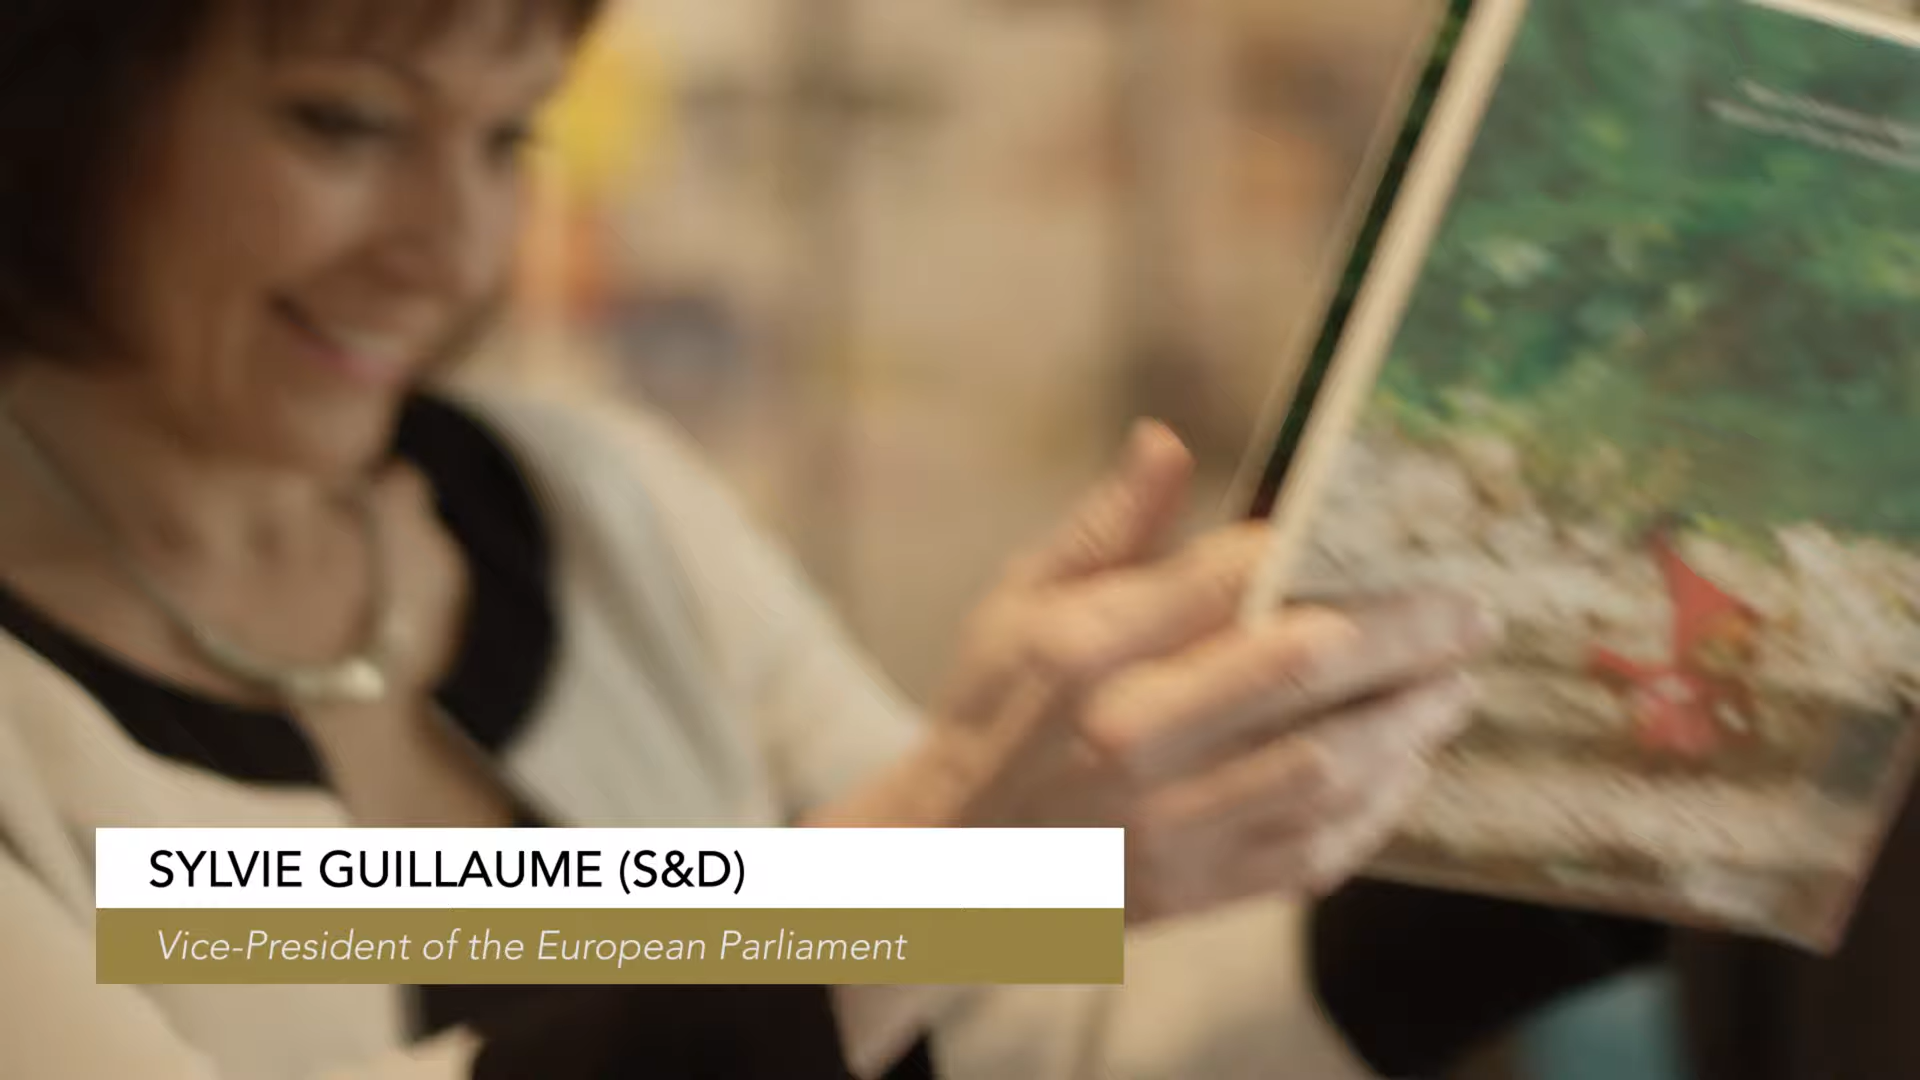 SYLVIE GUILLAUME (S&D)
Vice-President of the European Parliament